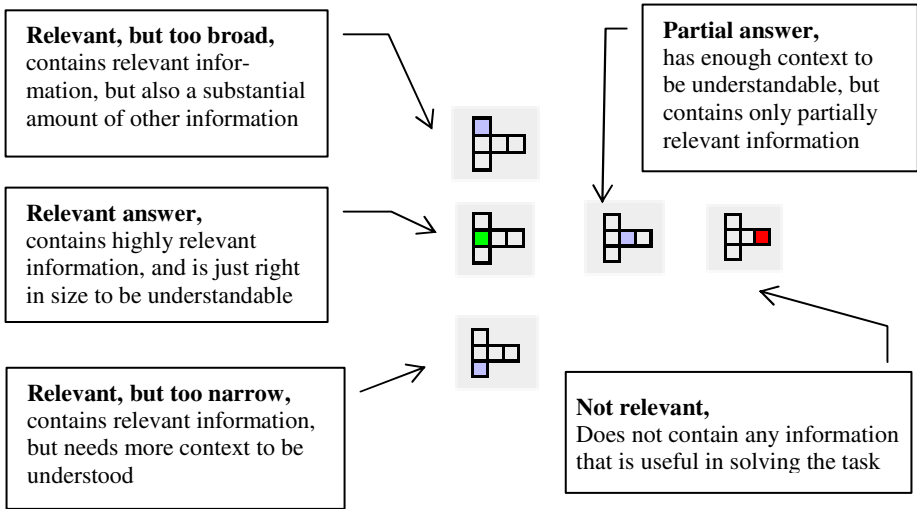 Relevant, but too broad,
contains relevant infor-
mation, but also a substantial
amount of other information
Partial answer,
has enough context to
be understandable, but
contains only partially
relevant information
Relevant answer,
contains highly relevant
information, and is just right
in size to be understandable
Relevant, but too narrow,
contains relevant information,
but needs more context to be
understood
Not relevant,
Does not contain any information
that is useful in solving the task